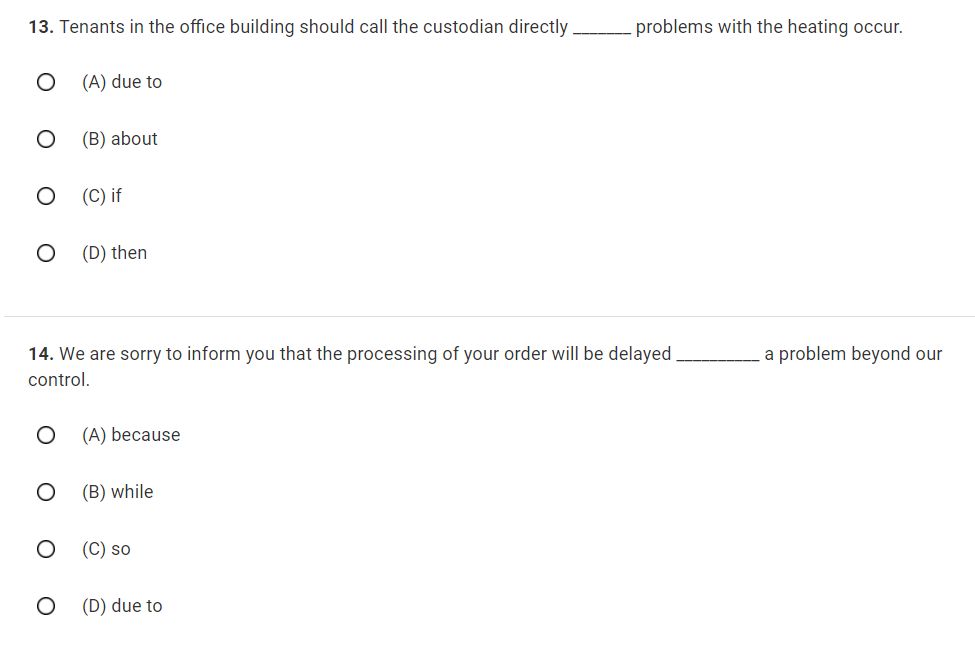 13. Tenants in the office building should call the custodian directly _______ problems with the heating occur.
(A) due to
(B) about
(C) if
(D) then
14. We are sorry to inform you that the processing of your order will be delayed __________ a problem beyond our
control.
(A) because
(B) while
(C) so
(D) due to